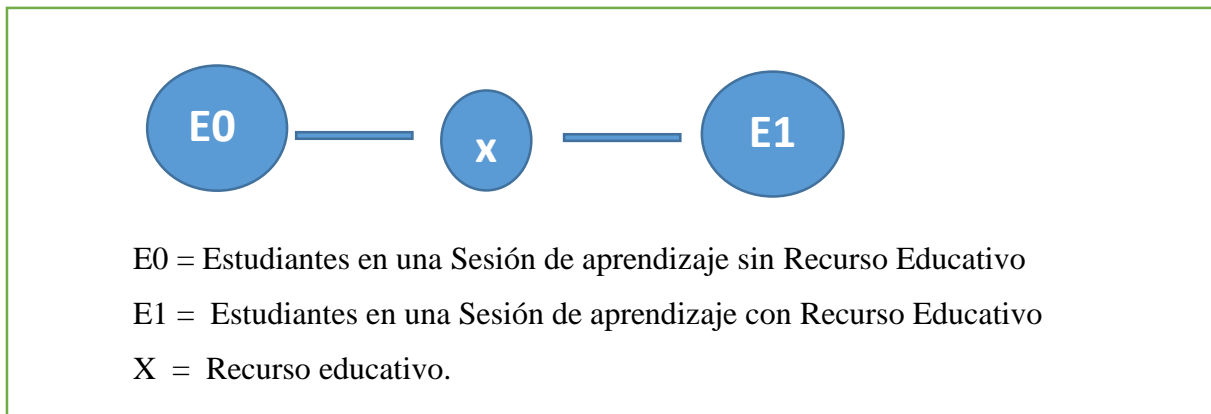 E0
x
E1
E0 = Estudiantes en una Sesión de aprendizaje sin Recurso Educativo
E1 = Estudiantes en una Sesión de aprendizaje con Recurso Educativo
X = Recurso educativo.